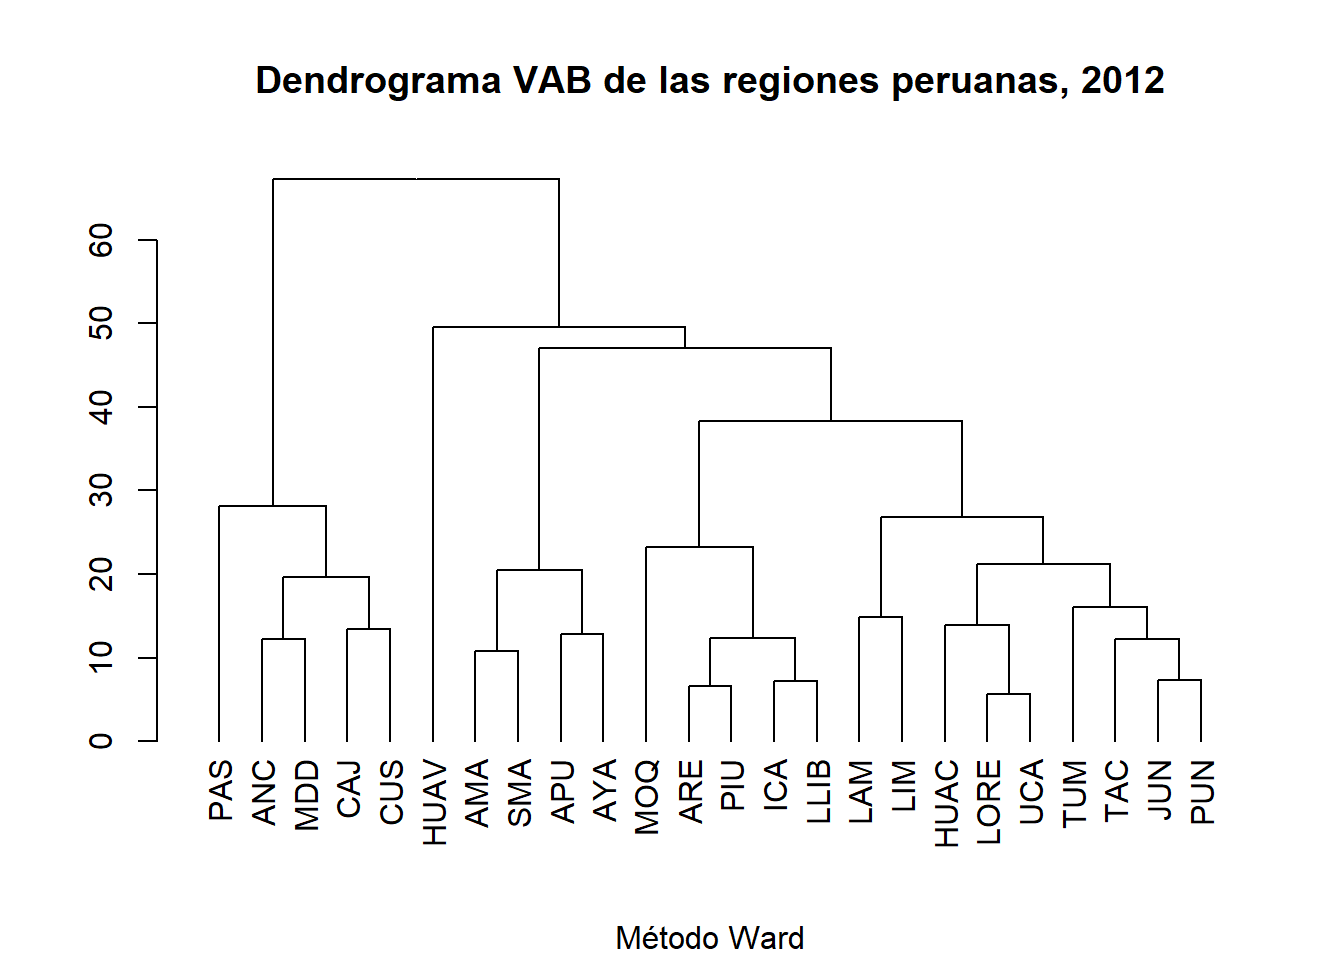 Dendrograma VAB de las regiones peruanas, 2012
60
50
40
30
20
10
0
PAS
ANC
MDD
CAJ
CUS
HUAV
AMA
SMA
APU
AYA
MOQ
ARE
PIU
ICA
LLIB
LAM
LIM
HUAC
LORE
UCA
TUM
TAC
JUN
PUN
Método Ward